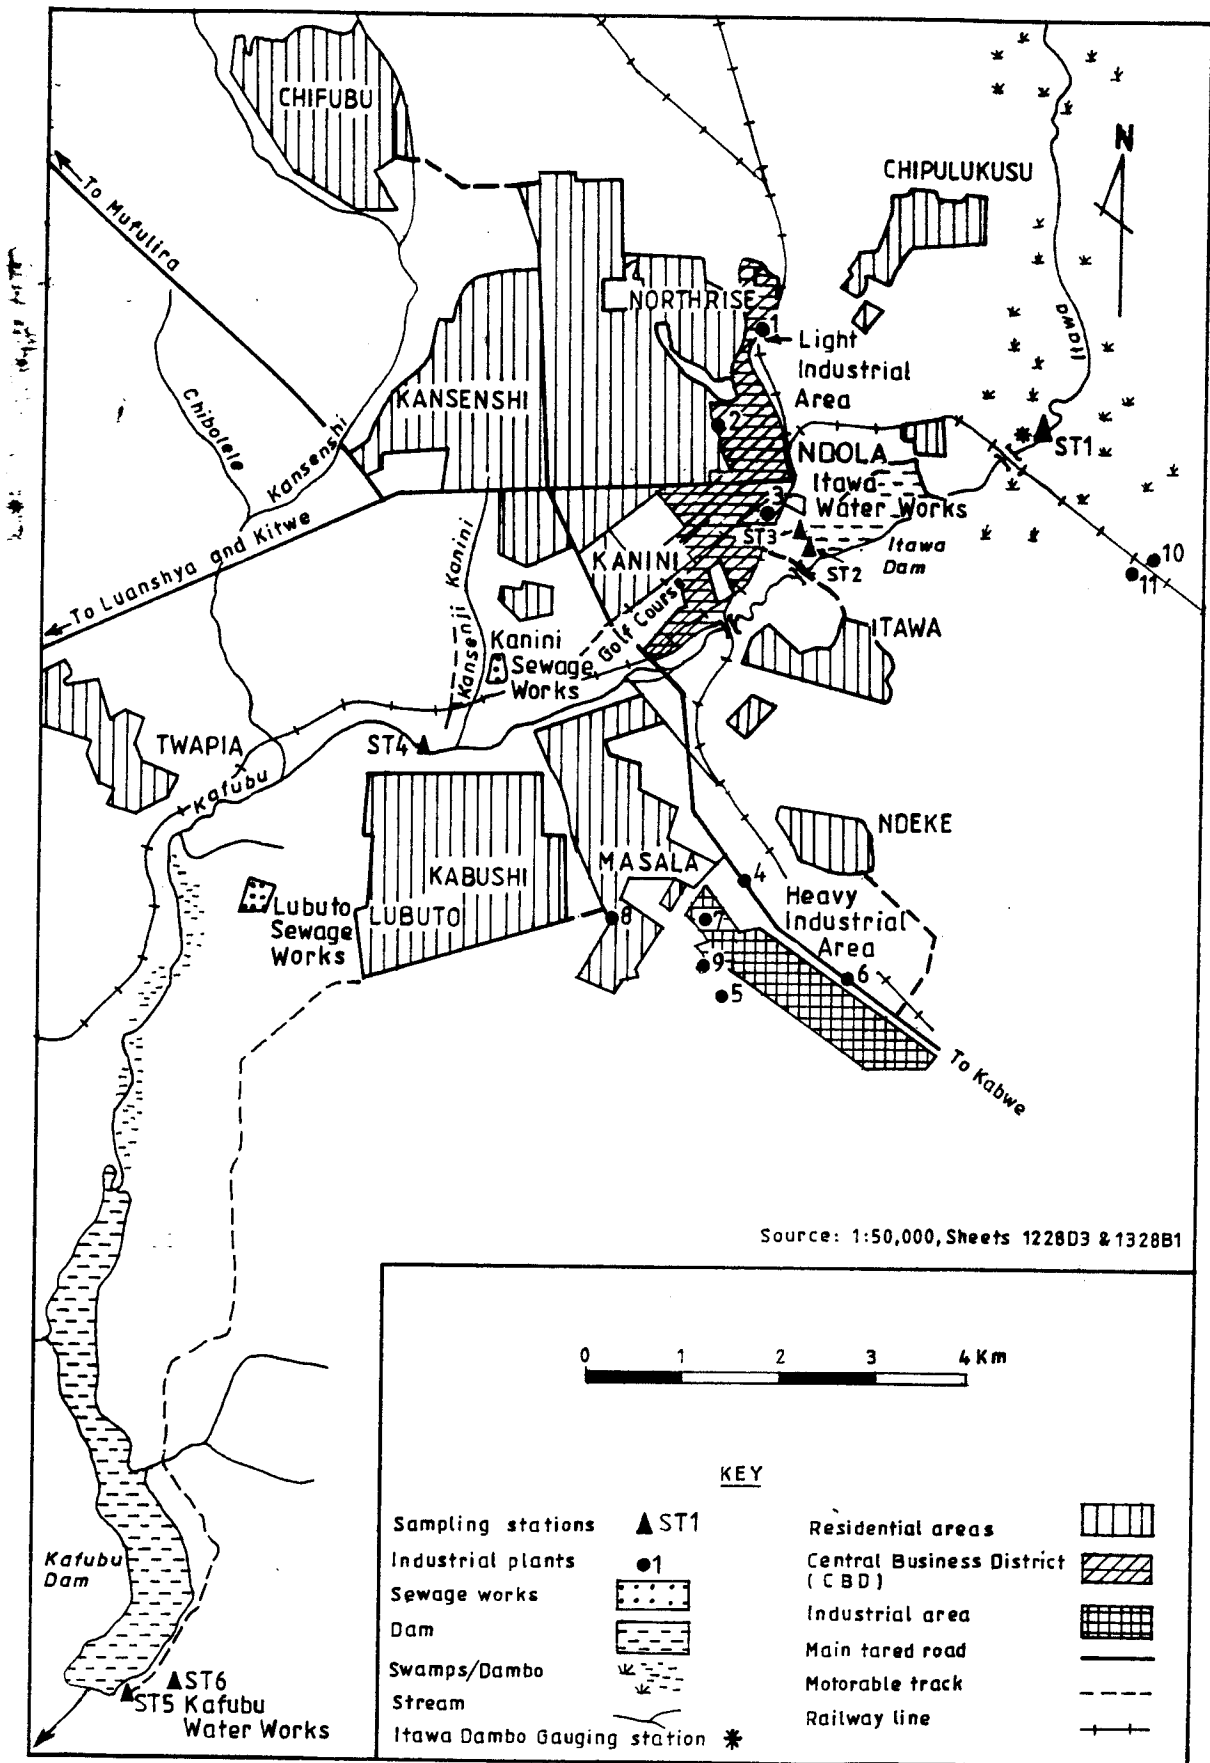 CHIFUBU
To Mufulira
N
CHIPULUKUSU
NORTHRISE
1
Light
Industrial
Area
Itawa
KANSENSHI
2
Chibolele
Kansenshi
NDOLA
ST1
Itawa
Water Works
3
ST3
To Luanshya and Kitwe
Kansenji Kanini
KANINI
Itawa
Dam
ST2
10
11
Golf Course
ITAWA
Kanini
Sewage
Works
TWAPIA
ST4
Kafubu
NDEKE
MASALA
KABUSHI
4
Heavy
Industrial
Area
Lubuto
Sewage
Works
LUBUTO
8
7
9
6
5
To Kabwe
Source: 1:50,000, Sheets 1228D3 & 1328B1
0 1 2 3 4 Km
KEY
Sampling stations ST1
Industrial plants 1
Sewage works
Dam
Swamps/Dambo
Stream
Itawa Dambo Gauging station
Residential areas
Central Business District
(CBD)
Industrial area
Main tared road
Motorable track
Railway line
Kafubu
Dam
ST6
ST5 Kafubu
Water Works